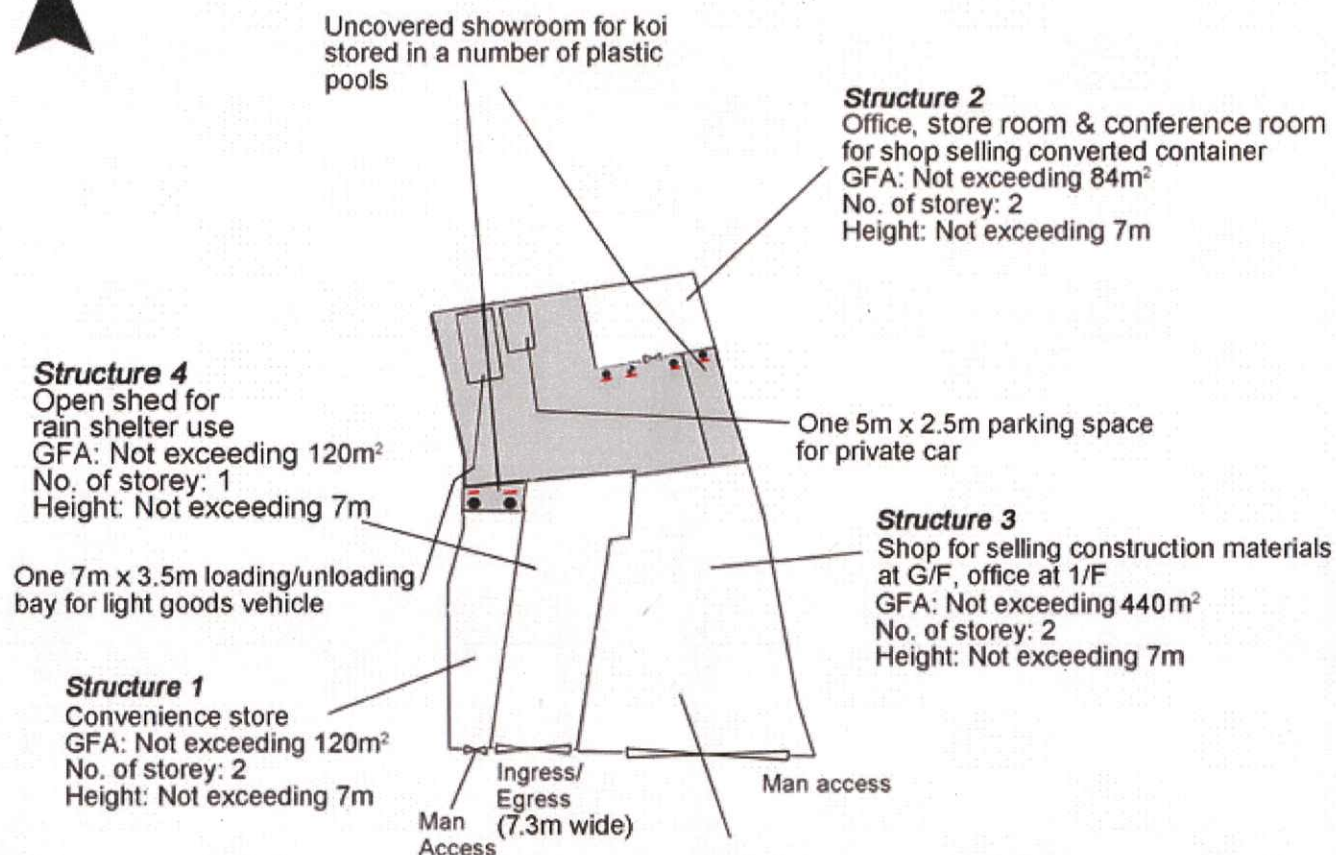 Uncovered showroom for koi
stored in a number of plastic
pools
Structure 2
Office, store room & conference room
for shop selling converted container
GFA: Not exceeding 84m²
No. of storey: 2
Height: Not exceeding 7m
Structure 4
Open shed for
rain shelter use
GFA: Not exceeding 120m²
No. of storey: 1
Height: Not exceeding 7m
One 5m x 2.5m parking space
for private car
Structure 3
Shop for selling construction materials
at G/F, office at 1/F
GFA: Not exceeding 440m²
No. of storey: 2
Height: Not exceeding 7m
One 7m x 3.5m loading/unloading
bay for light goods vehicle
Structure 1
Convenience store
GFA: Not exceeding 120m²
No. of storey: 2
Height: Not exceeding 7m
Man
Access
Ingress/
Egress
(7.3m wide)
Man access